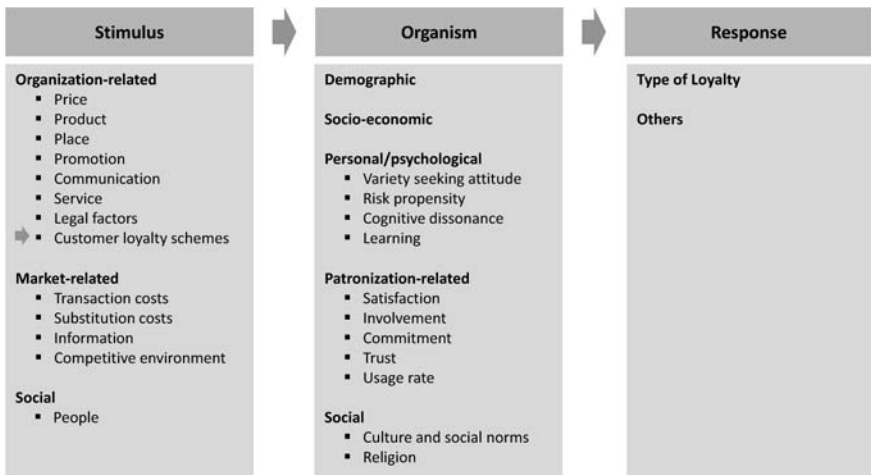 Stimulus
Organization-related
▪ Price
▪ Product
▪ Place
▪ Promotion
▪ Communication
▪ Service
▪ Legal factors
▪ Customer loyalty schemes
Market-related
▪ Transaction costs
▪ Substitution costs
▪ Information
▪ Competitive environment
Social
▪ People
Organism
Demographic
Socio-economic
Personal/psychological
▪ Variety seeking attitude
▪ Risk propensity
▪ Cognitive dissonance
▪ Learning
Patronization-related
▪ Satisfaction
▪ Involvement
▪ Commitment
▪ Trust
▪ Usage rate
Social
▪ Culture and social norms
▪ Religion
Response
Type of Loyalty
Others